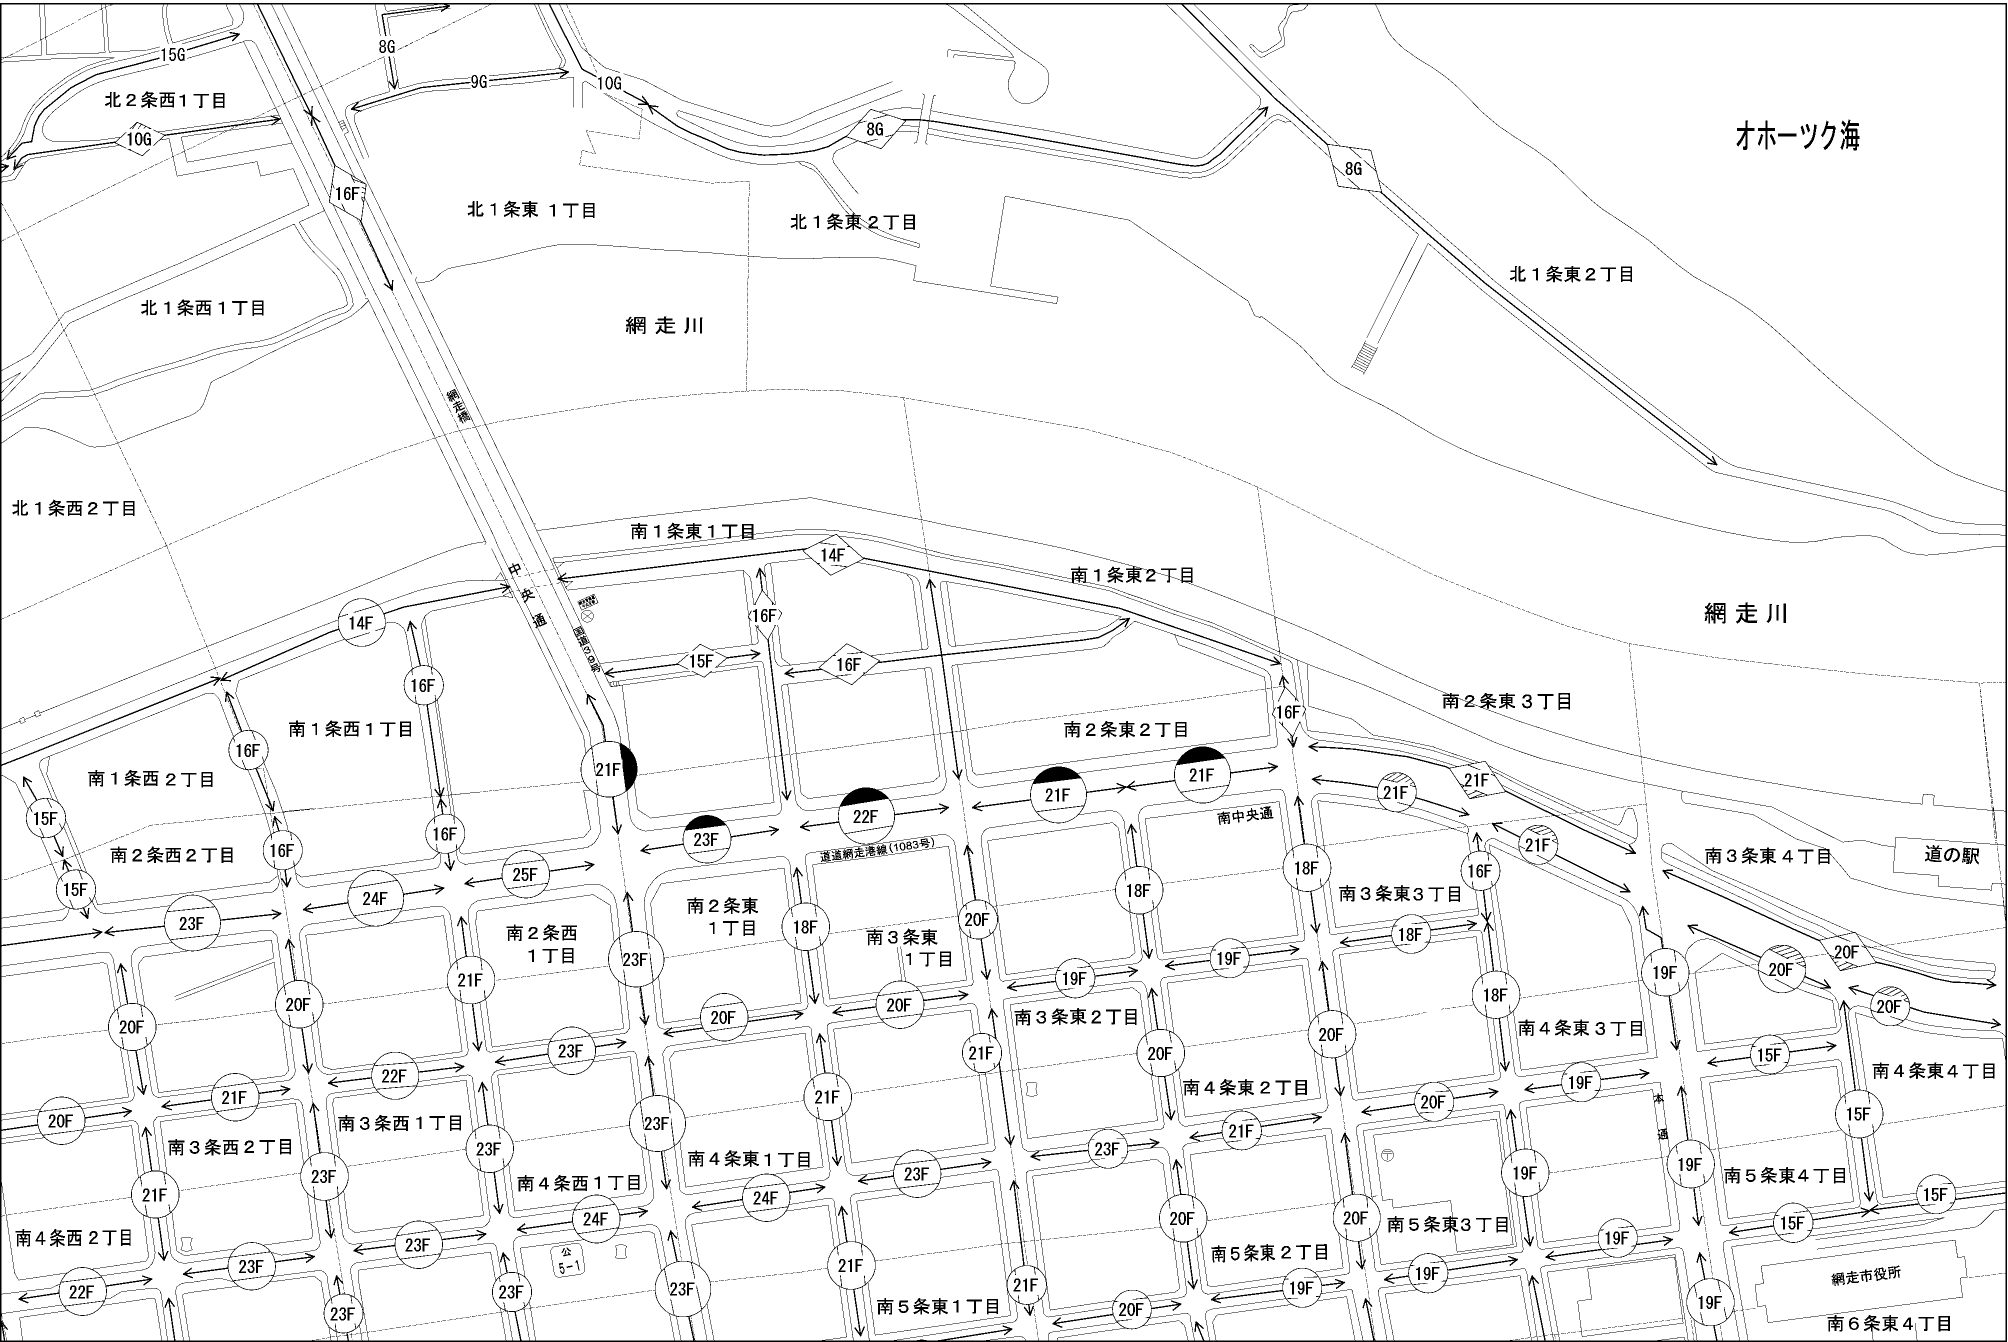 15G
8G
9G
10G
北２条西１丁目
10G
8G
オホーツク海
8G
16F
北１条東１丁目
北１条東２丁目
北１条東２丁目
北１条西１丁目
網走川
網走橋
北１条西２丁目
南１条東１丁目
14F
中央通
南１条東２丁目
網走川
14F
国道39号
16F
15F
16F
16F
南２条東３丁目
16F
南１条西１丁目
南２条東２丁目
16F
南１条西２丁目
21F
21F
21F
21F
21F
15F
22F
南中央通
16F
16F
23F
21F
南２条西２丁目
道道網走港線(1083号)
南３条東４丁目
道の駅
15F
24F
25F
18F
18F
16F
南３条東３丁目
23F
南２条東
１丁目
18F
20F
南２条西
１丁目
南３条東
１丁目
18F
19F
20F
23F
21F
19F
19F
20F
20F
20F
20F
20F
18F
20F
南３条東２丁目
南４条東３丁目
20F
23F
21F
20F
15F
22F
21F
20F
21F
南４条東２丁目
19F
南４条東４丁目
20F
南３条西１丁目
23F
20F
本通
15F
南３条西２丁目
23F
21F
23F
南４条東１丁目
〒
23F
南４条西１丁目
23F
19F
19F
南５条東４丁目
21F
24F
24F
20F
20F
南５条東３丁目
15F
15F
南４条西２丁目
23F
23F
公
5-1
南５条東２丁目
19F
22F
23F
23F
21F
21F
19F
19F
網走市役所
23F
南５条東１丁目
20F
19F
南６条東４丁目